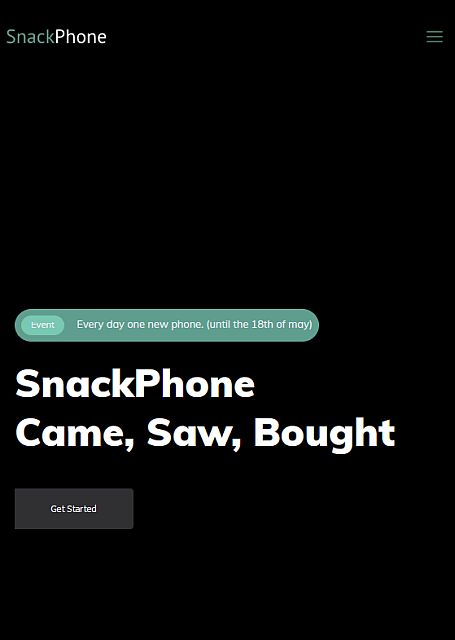 SnackPhone
Event Every day one new phone. (until the 18th of may)
SnackPhone
Came, Saw, Bought
Get Started